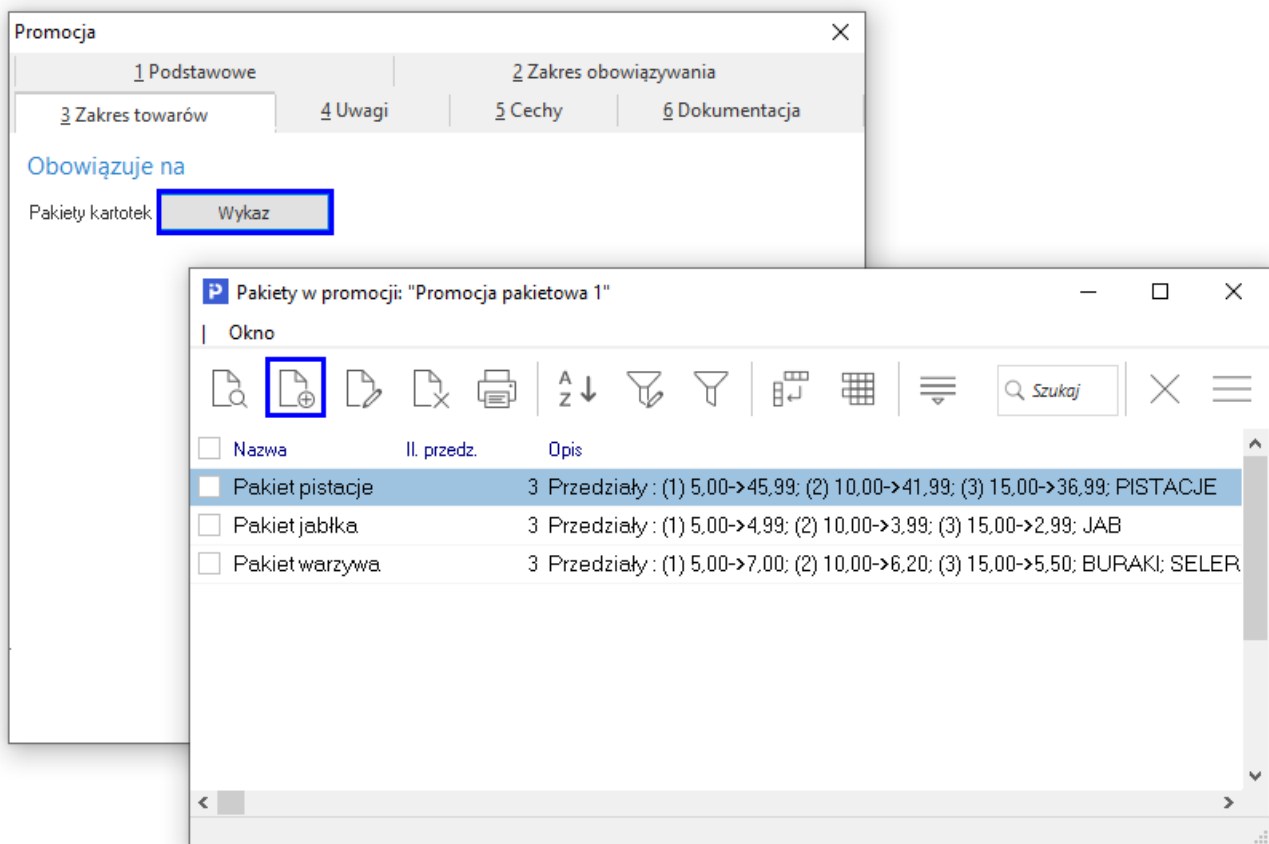 Promocja
1 Podstawowe 2 Zakres obowiązywania
3 Zakres towarów 4 Uwagi 5 Cechy 6 Dokumentacja
Obowiązuje na
Pakiety kartotek Wykaz
Pakiety w promocji: "Promocja pakietowa 1"
| Okno
A Z Szukaj
Nazwa Il. przedz. Opis
Pakiet pistacje 3 Przedziały : (1) 5,00->45,99; (2) 10,00->41,99; (3) 15,00->36,99; PISTACJE
Pakiet jabłka 3 Przedziały : (1) 5,00->4,99; (2) 10,00->3,99; (3) 15,00->2,99; JAB
Pakiet warzywa 3 Przedziały : (1) 5,00->7,00; (2) 10,00->6,20; (3) 15,00->5,50; BURAKI; SELER